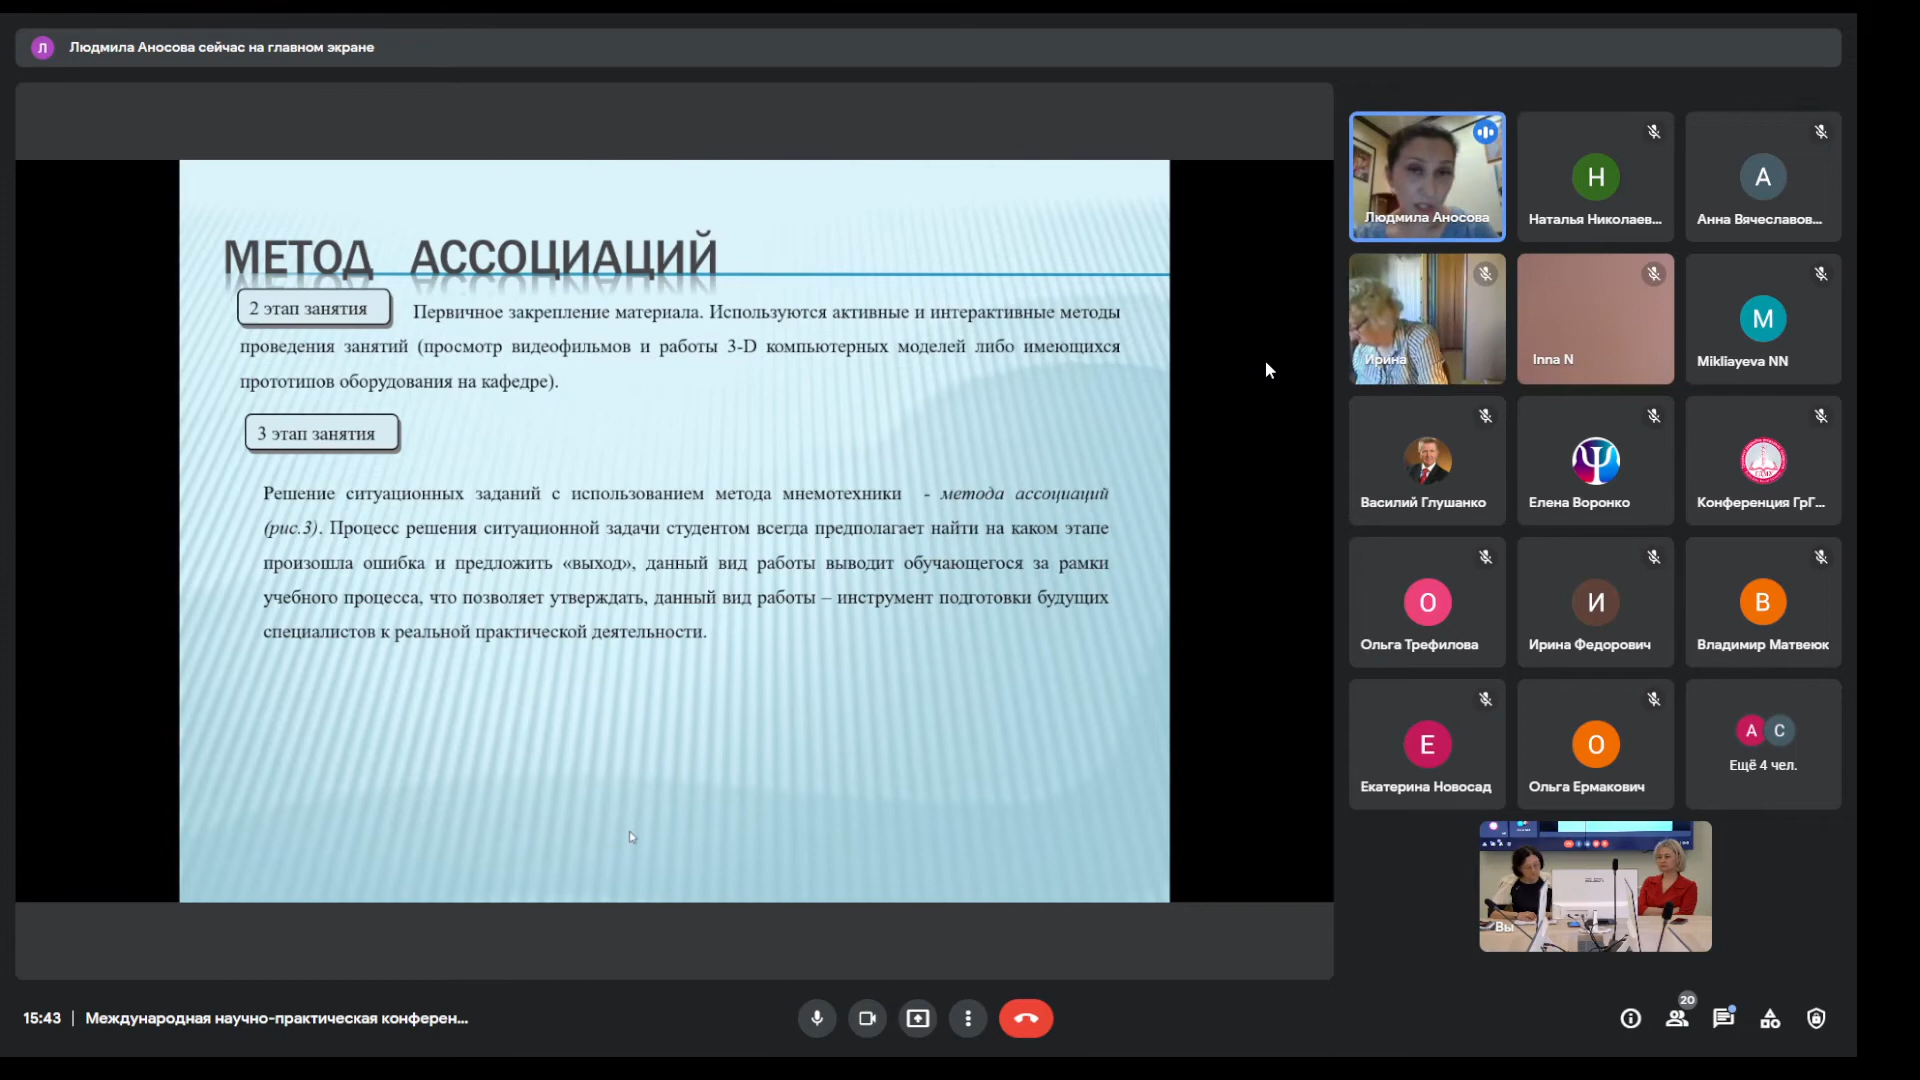 Л
Людмила Аносова сейчас на главном экране
МЕТОД АССОЦИАЦИЙ
2 этап занятия
Первичное закрепление материала. Используются активные и интерактивные методы
проведения занятий (просмотр видеофильмов и работы 3-D компьютерных моделей либо имеющихся
прототипов оборудования на кафедре).
3 этап занятия
Решение ситуационных заданий с использованием метода мнемотехники - метода ассоциаций
(рис.3). Процесс решения ситуационной задачи студентом всегда предполагает найти на каком этапе
произошла ошибка и предложить «выход», данный вид работы выводит обучающегося за рамки
учебного процесса, что позволяет утверждать, данный вид работы – инструмент подготовки будущих
специалистов к реальной практической деятельности.
Людмила Аносова
Н
Наталья Николаев...
А
Анна Вячеславов...
Ирина
Inna N
M
Mikliayeva NN
Василий Глушанко
Ψ
Елена Воронко
Конференция ГрГ...
О
Ольга Трефилова
И
Ирина Федорович
В
Владимир Матвеюк
Е
Екатерина Новосад
О
Ольга Ермакович
А С
Ещё 4 чел.
Вы
15:43 | Международная научно-практическая конферен...
20